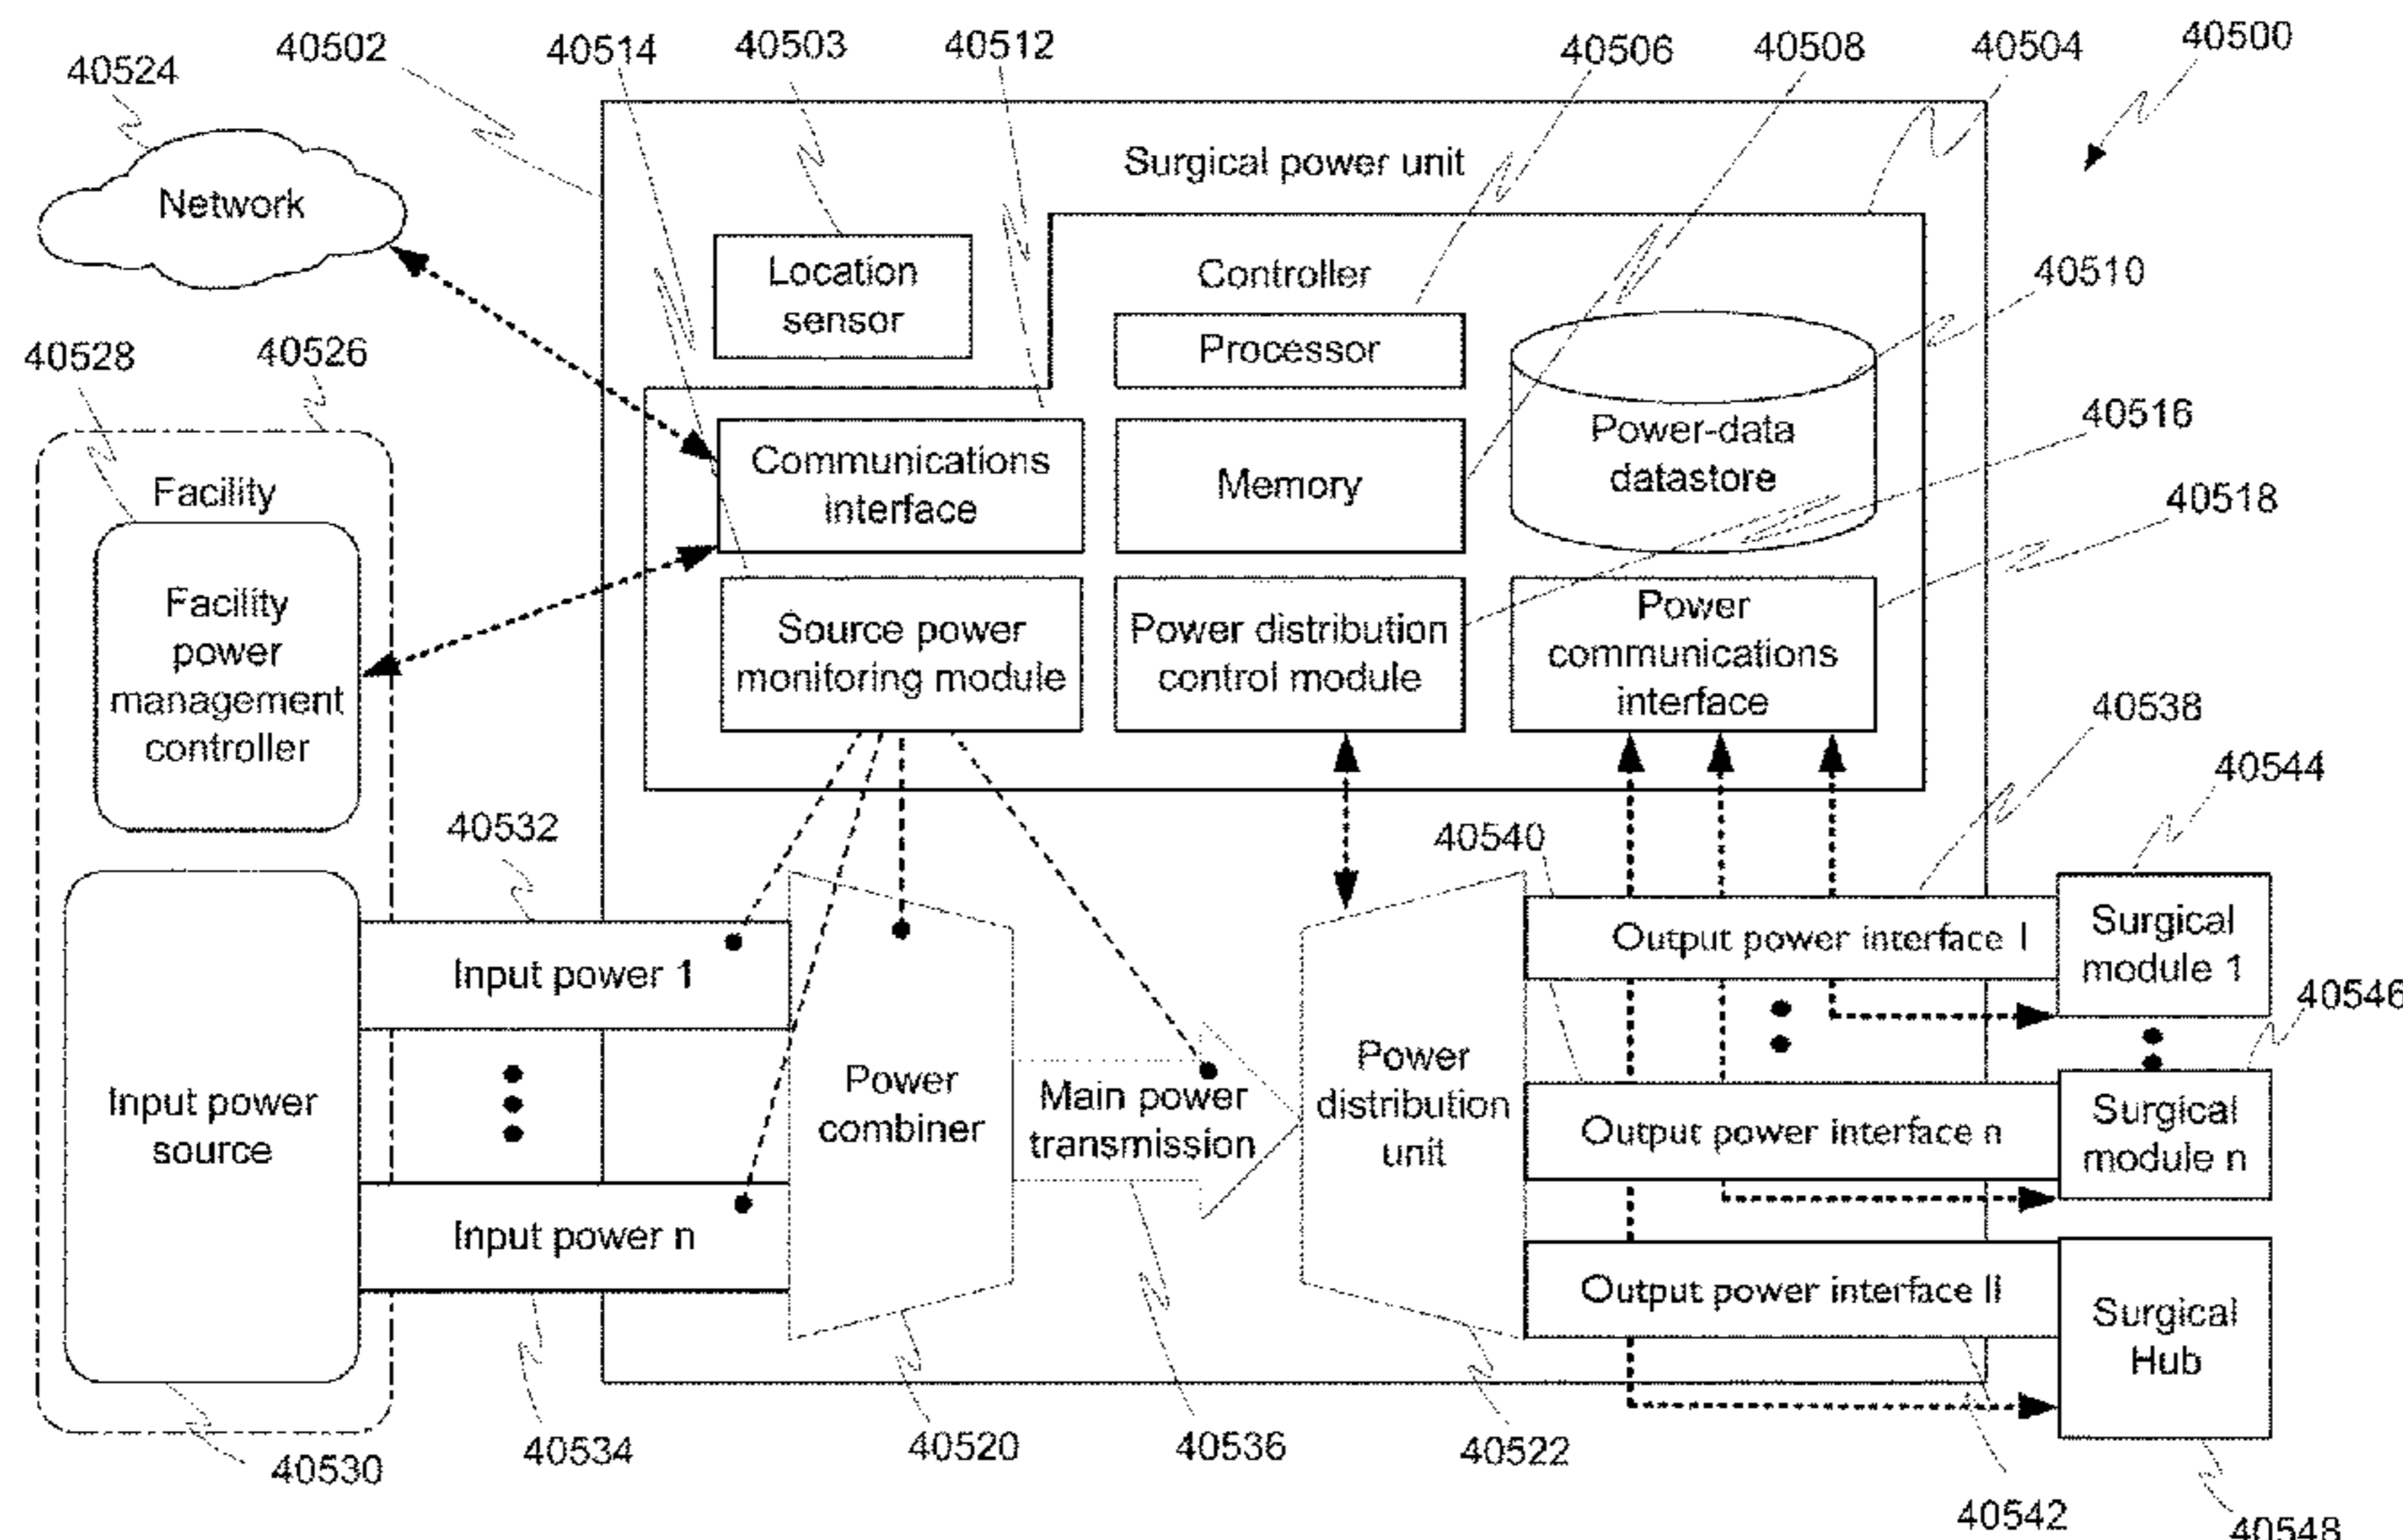 40502
40514
40503
40512
40506
40508
40504
40500
40524
Surgical power unit
Network
Location
sensor
Controller
40510
40528
40526
Processor
40516
Communications
interface
Memory
Power-data
datastore
40518
Facility
Facility
power
management
controller
Source power
monitoring module
Power distribution
control module
Power
communications
interface
40538
40544
40532
40540
Output power interface I
Surgical
module 1
40546
Input power 1
Input power
source
Power
combiner
Main power
transmission
Power
distribution
unit
Output power interface n
Surgical
module n
Input power n
Output power interface II
Surgical
Hub
40530
40534
40520
40536
40522
40542
40548